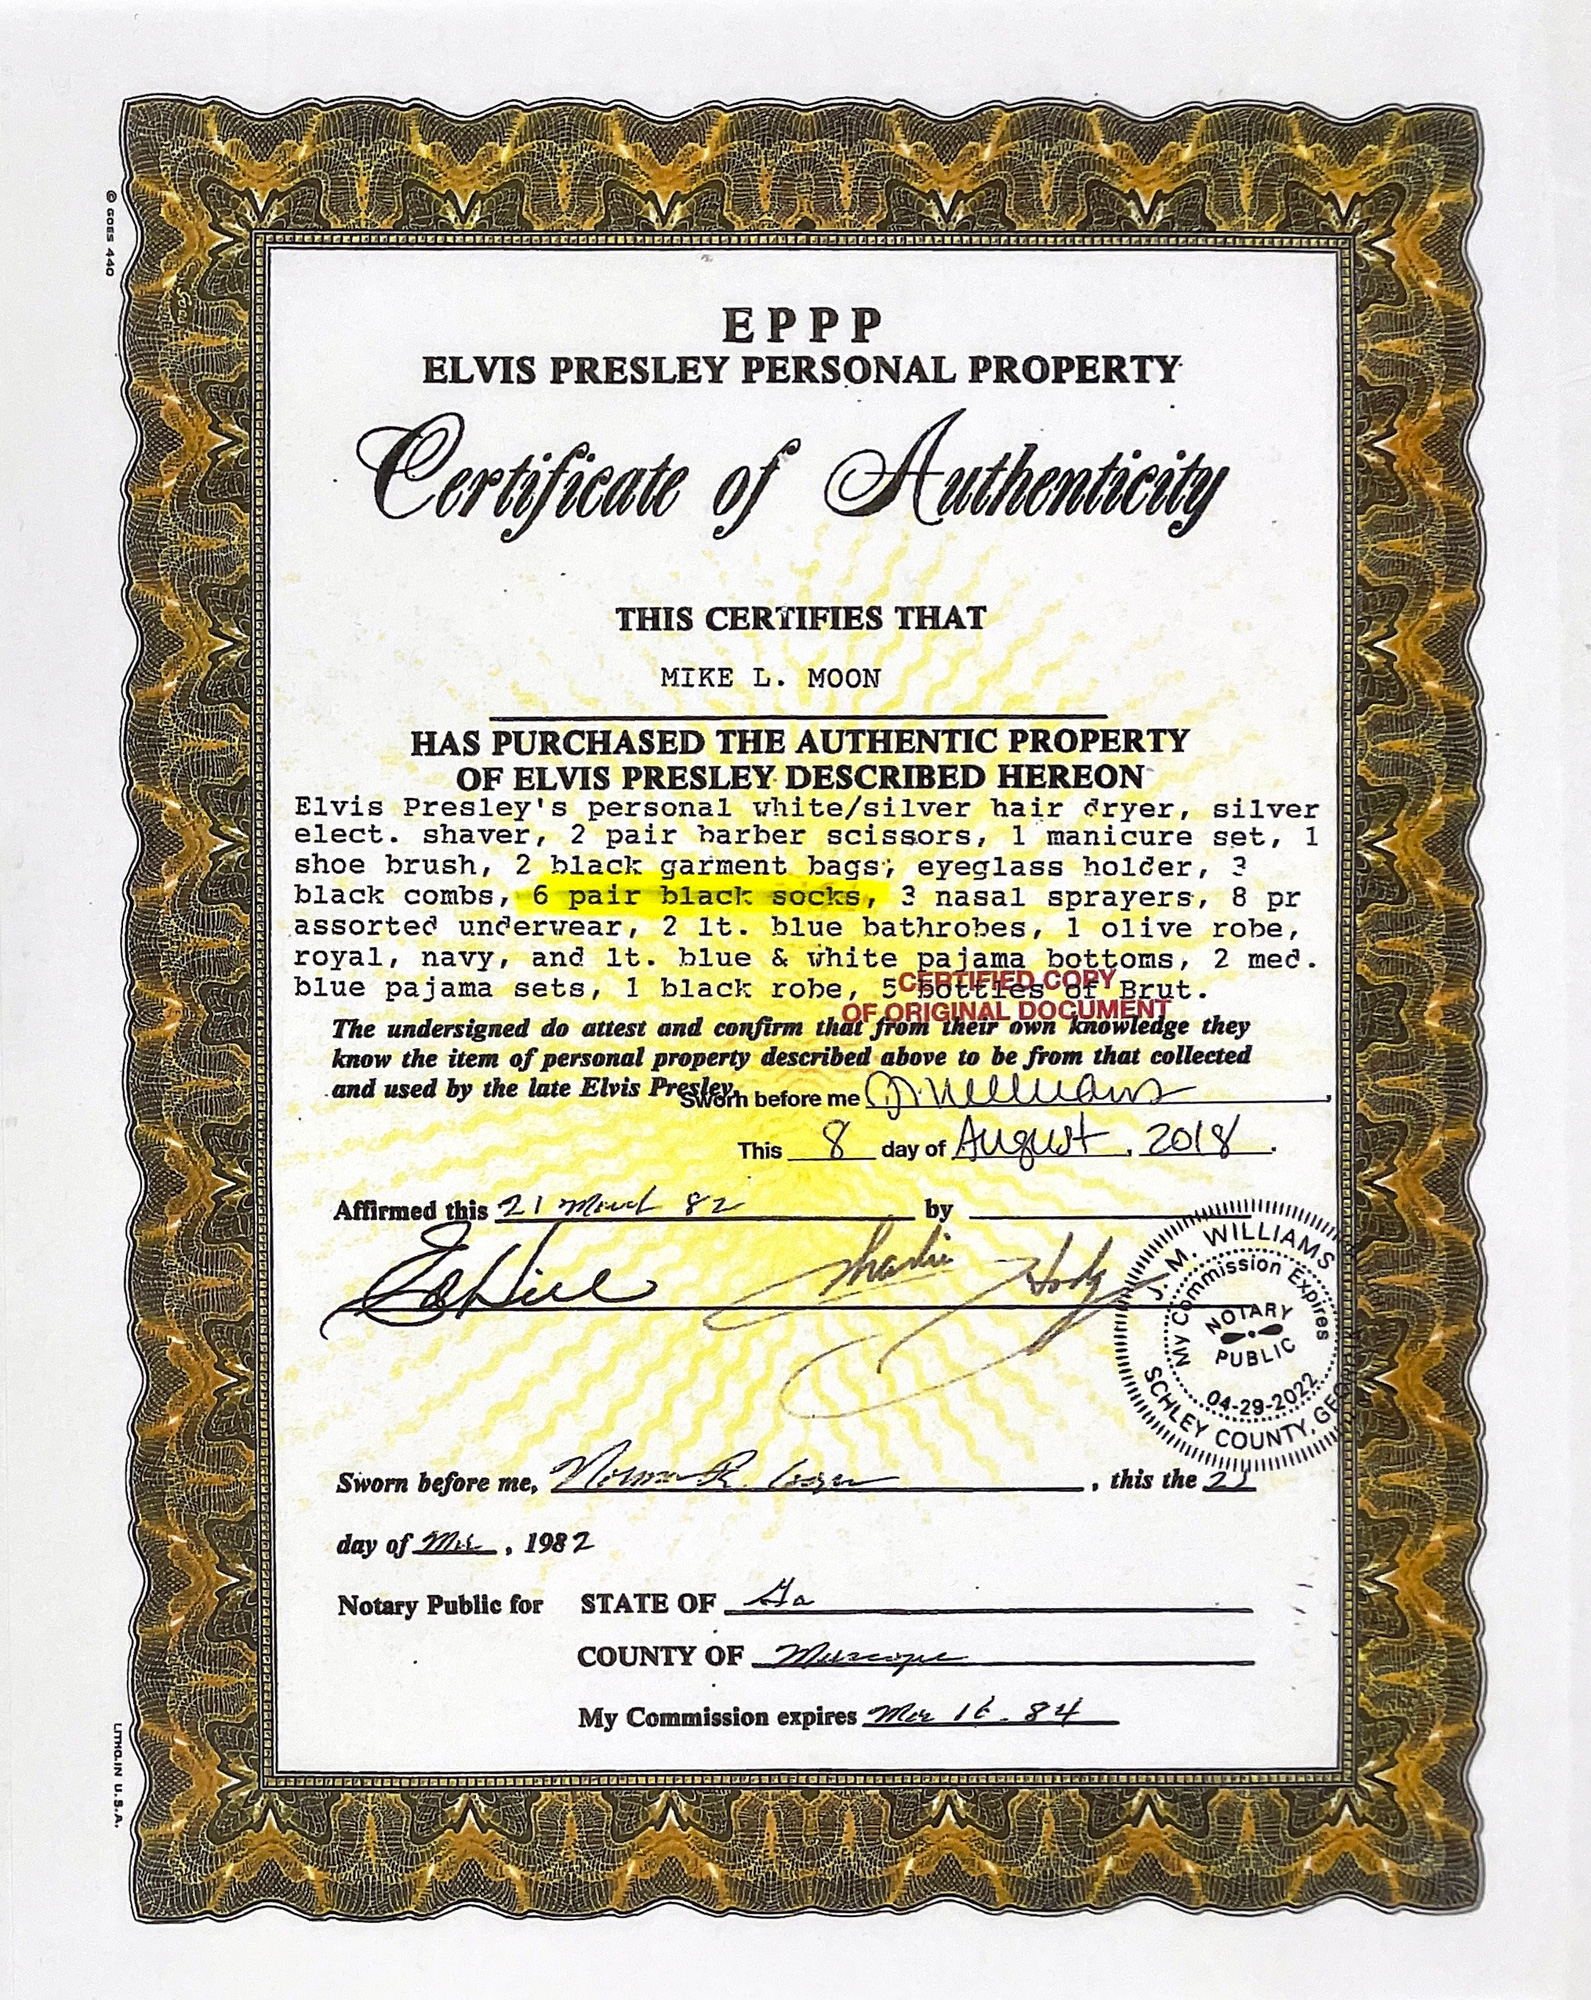 © GOES 440
EPPP
ELVIS PRESLEY PERSONAL PROPERTY
Certificate of Authenticity
THIS CERTIFIES THAT
MIKE L. MOON
HAS PURCHASED THE AUTHENTIC PROPERTY
OF ELVIS PRESLEY DESCRIBED HEREON
Elvis Presley's personal white/silver hair dryer, silver
elect. shaver, 2 pair barber scissors, 1 manicure set, 1
shoe brush, 2 black garment bags; eyeglass holder, 3
black combs, 6 pair black socks, 3 nasal sprayers, 8 pr
assorted underwear, 2 lt. blue bathrobes, 1 olive robe,
royal, navy, and lt. blue & white pajama bottoms, 2 med.
blue pajama sets, 1 black robe, 5 bottles of Brut.
CERTIFIED COPY
OF ORIGINAL DOCUMENT
The undersigned do attest and confirm that from their own knowledge they
know the item of personal property described above to be from that collected
and used by the late Elvis Presley.
Sworn before me J. Williams,
This 8 day of August, 2018.
Affirmed this 21 March 82 by
Ed Hill Charlie Hodge
J. M. WILLIAMS
My Commission Expires
NOTARY
PUBLIC
04-29-2022
SCHLEY COUNTY, GEOR
Sworn before me, Norman R. , this the 21
day of Mar , 1982
Notary Public for STATE OF Ga
COUNTY OF Muscogee
My Commission expires Mar 16. 84
LITHO. IN U.S.A.